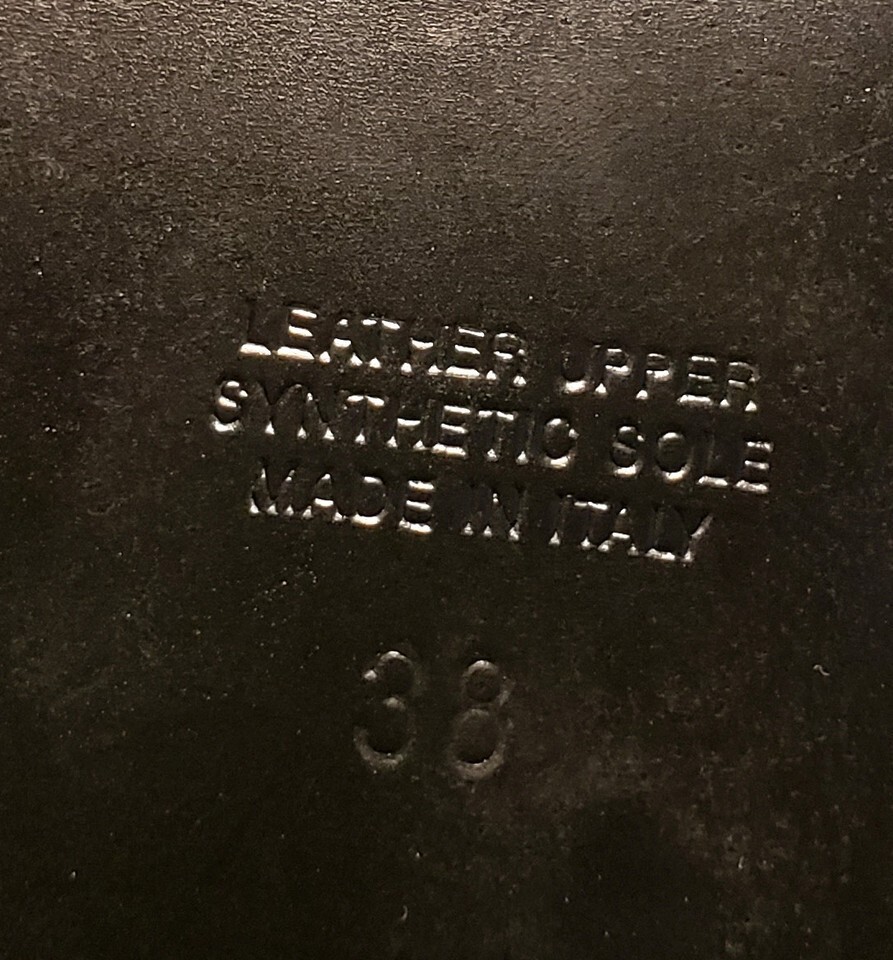 LEATHER UPPER
SYNTHETIC SOLE
MADE IN ITALY
38